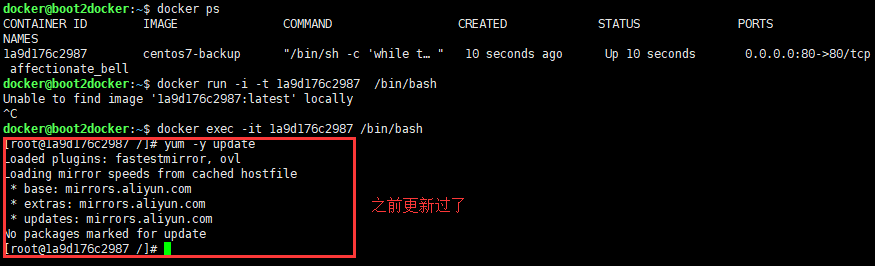 docker@boot2docker:~$ docker ps
CONTAINER ID        IMAGE               COMMAND                  CREATED             STATUS              PORTS
NAMES
1a9d176c2987        centos7-backup      "/bin/sh -c 'while t… "   10 seconds ago      Up 10 seconds       0.0.0.0:80->80/tcp
 affectionate_bell
docker@boot2docker:~$ docker run -i -t 1a9d176c2987  /bin/bash
Unable to find image '1a9d176c2987:latest' locally
^C
docker@boot2docker:~$ docker exec -it 1a9d176c2987 /bin/bash
[root@1a9d176c2987 /]# yum -y update
Loaded plugins: fastestmirror, ovl
Loading mirror speeds from cached hostfile
 * base: mirrors.aliyun.com
 * extras: mirrors.aliyun.com
之前更新过了
 * updates: mirrors.aliyun.com
No packages marked for update
[root@1a9d176c2987 /]#